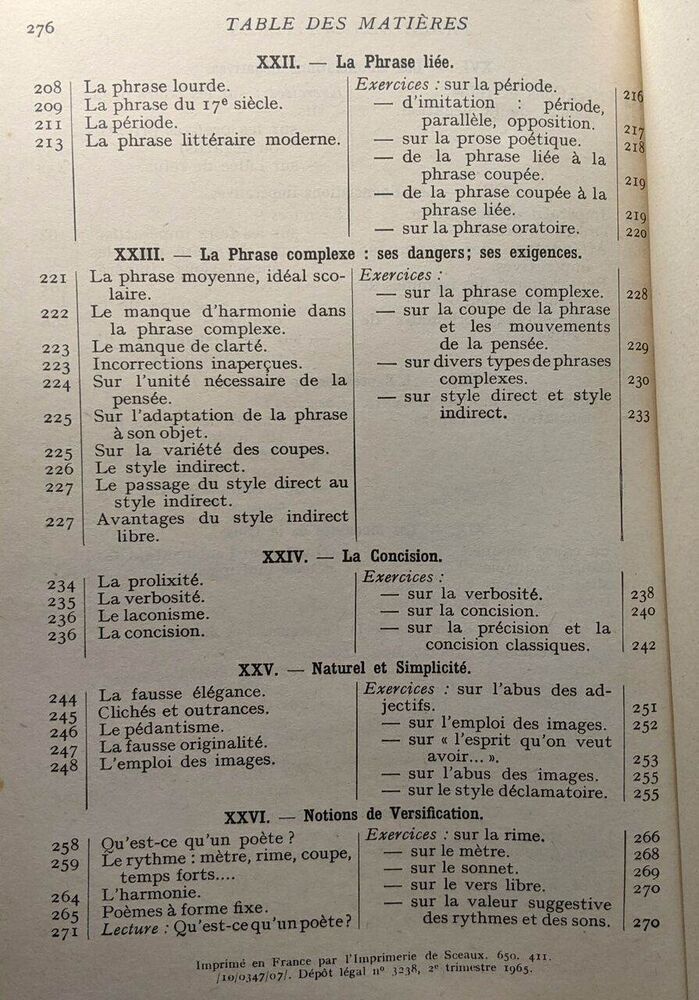 276
TABLE DES MATIÈRES
XXII. — La Phrase liée.
208 La phrase lourde.
209 La phrase du 17e siècle.
211 La période.
213 La phrase littéraire moderne.
Exercices : sur la période. 216
— d'imitation : période,
parallèle, opposition. 217
— sur la prose poétique. 218
— de la phrase liée à la
phrase coupée. 219
— de la phrase coupée à la
phrase liée. 219
— sur la phrase oratoire. 220
XXIII. — La Phrase complexe : ses dangers; ses exigences.
221 La phrase moyenne, idéal sco-
laire.
222 Le manque d'harmonie dans
la phrase complexe.
223 Le manque de clarté.
223 Incorrections inaperçues.
224 Sur l'unité nécessaire de la
pensée.
225 Sur l'adaptation de la phrase
à son objet.
225 Sur la variété des coupes.
226 Le style indirect.
227 Le passage du style direct au
style indirect.
227 Avantages du style indirect
libre.
Exercices :
— sur la phrase complexe. 228
— sur la coupe de la phrase
et les mouvements
de la pensée. 229
— sur divers types de phrases
complexes. 230
— sur style direct et style
indirect. 233
XXIV. — La Concision.
234 La prolixité.
235 La verbosité.
236 Le laconisme.
236 La concision.
Exercices :
— sur la verbosité. 238
— sur la concision. 240
— sur la précision et la
concision classiques. 242
XXV. — Naturel et Simplicité.
244 La fausse élégance.
245 Clichés et outrances.
246 Le pédantisme.
247 La fausse originalité.
248 L'emploi des images.
Exercices : sur l'abus des ad-
jectifs. 251
— sur l'emploi des images. 252
— sur « l'esprit qu'on veut
avoir... ». 253
— sur l'abus des images. 255
— sur le style déclamatoire. 255
XXVI. — Notions de Versification.
258 Qu'est-ce qu'un poète ?
259 Le rythme : mètre, rime, coupe,
temps forts....
264 L'harmonie.
265 Poèmes à forme fixe.
271 Lecture : Qu'est-ce qu'un poète ?
Exercices : sur la rime. 266
— sur le mètre. 268
— sur le sonnet. 269
— sur le vers libre. 270
— sur la valeur suggestive
des rythmes et des sons. 270
Imprimé en France par l'Imprimerie de Sceaux. 650. 411.
/10/0347/07/. Dépôt légal nº 3238, 2e trimestre 1965.